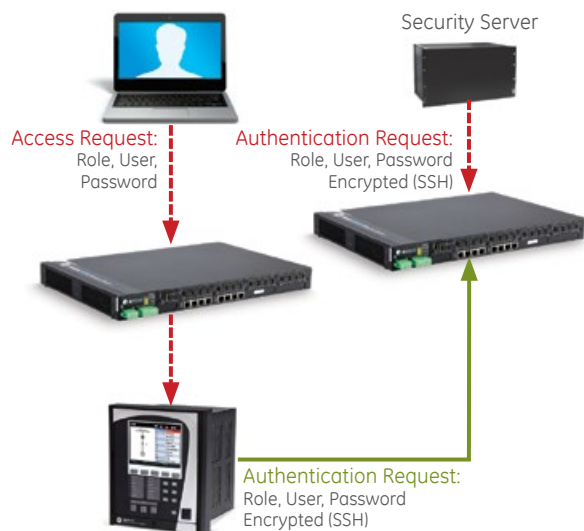 Security Server
Access Request:
Role, User,
Password
Authentication Request:
Role, User, Password
Encrypted (SSH)
Authentication Request:
Role, User, Password
Encrypted (SSH)